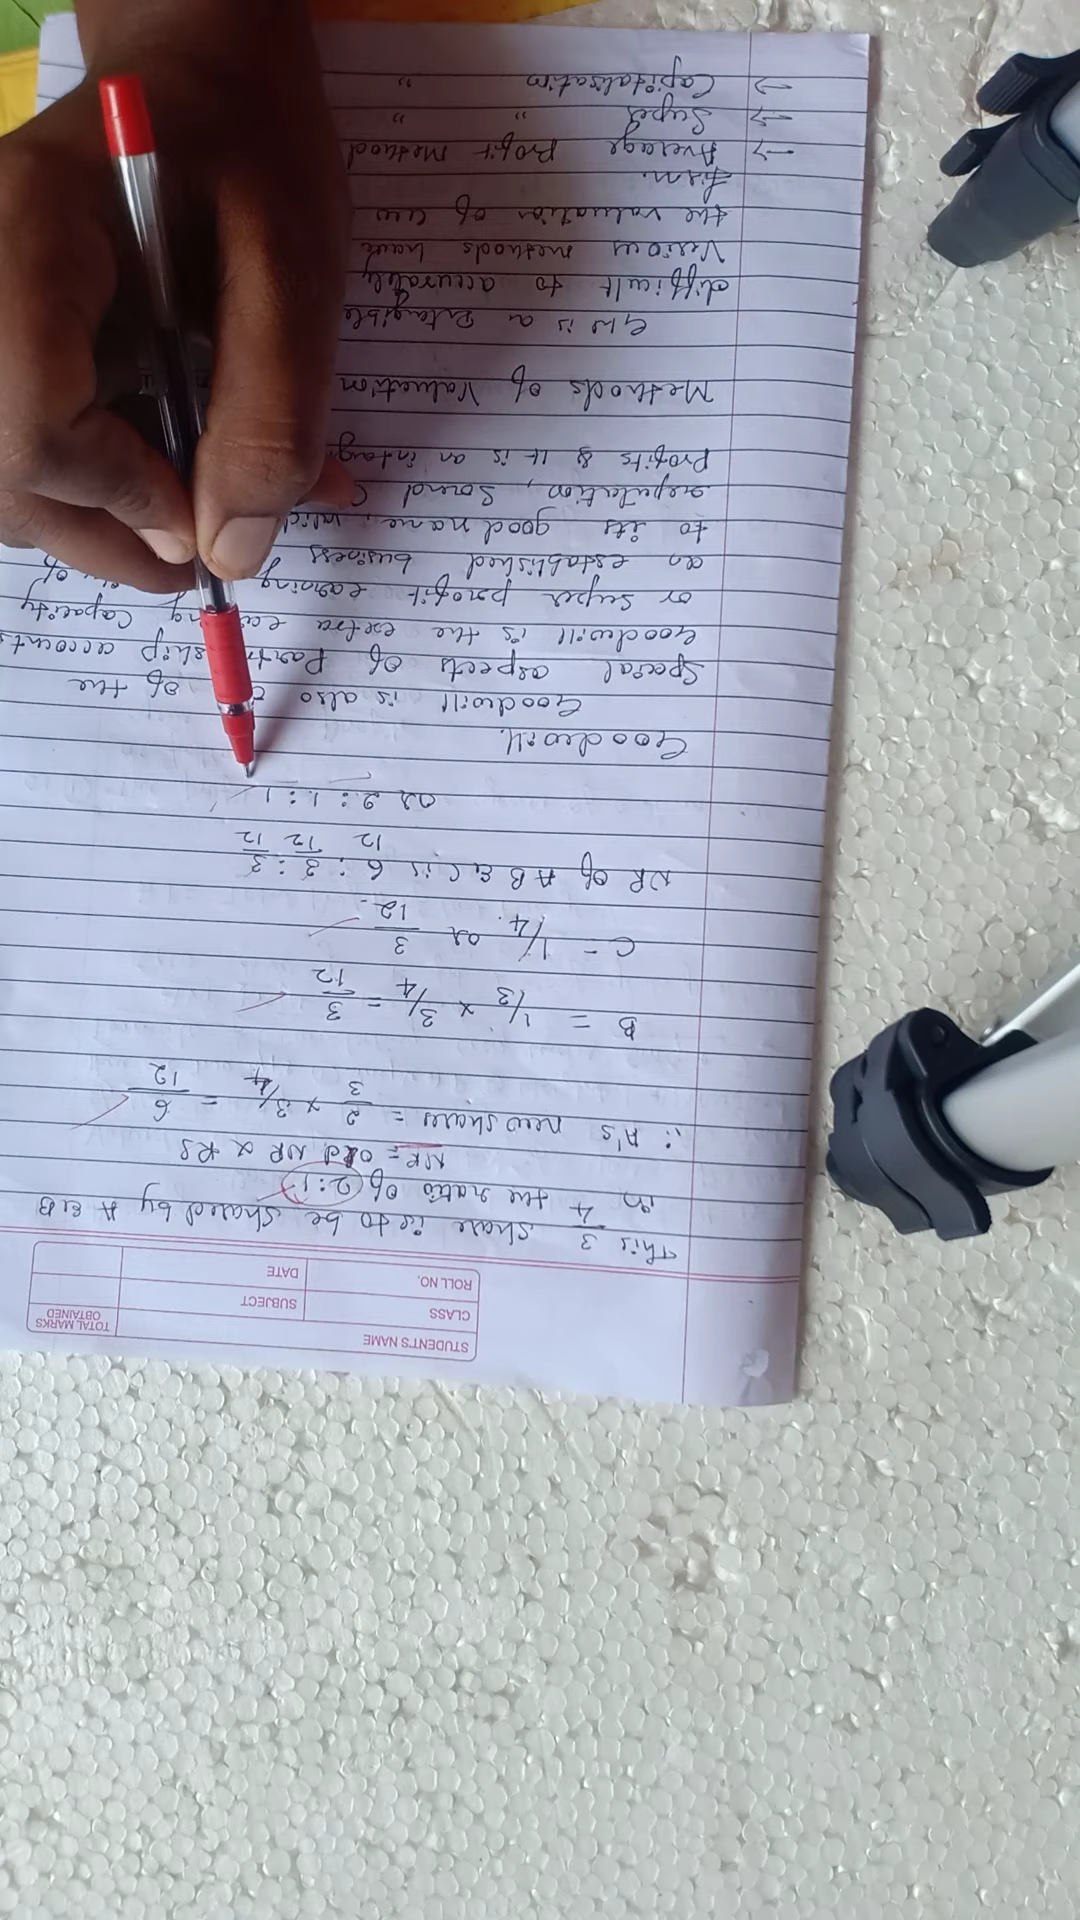 STUDENT'S NAME
TOTAL MARKS OBTAINED
CLASS
SUBJECT
ROLL NO.
DATE
This 3/4 share is to be shared by A & B
in the ratio of 2:1
NR = old NR x RS
∴ A's new shares = 2/3 x 3/4 = 6/12
B = 1/3 x 3/4 = 3/12
C = 1/4 or 3/12
NR of A B & C is 6/12 : 3/12 : 3/12
or 2:1:1
Goodwill.
Goodwill is also of the
Special aspects of Partnership accounts
Goodwill is the extra earning Capacity
or super profit earning of
an established business
to its good name,
reputation, Sound
Profits & It is an intang
Methods of Valuation
GW is a Intangible
difficult to accurately
Verious methods have
the valuation of
firm.
→ Average Profit Method
→ Super " "
→ Capitalisation "